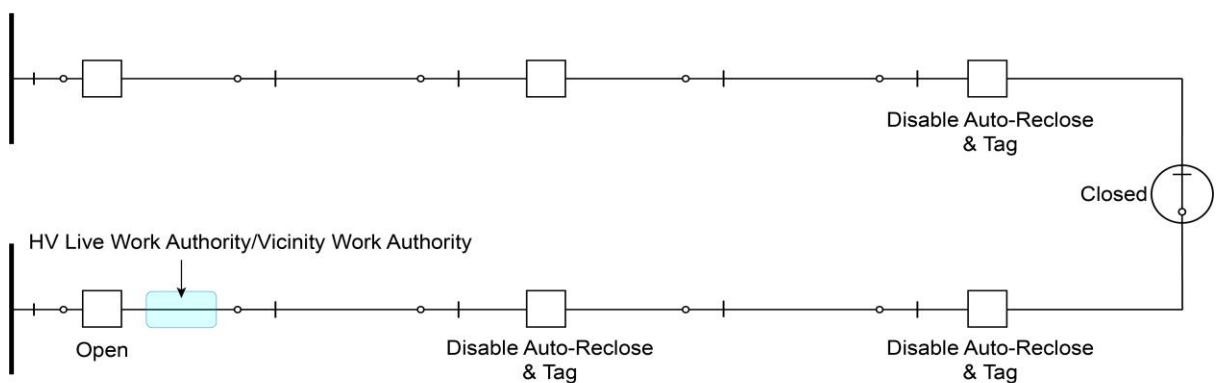 Disable Auto-Reclose
& Tag
Closed
HV Live Work Authority/Vicinity Work Authority
Open
Disable Auto-Reclose
& Tag
Disable Auto-Reclose
& Tag